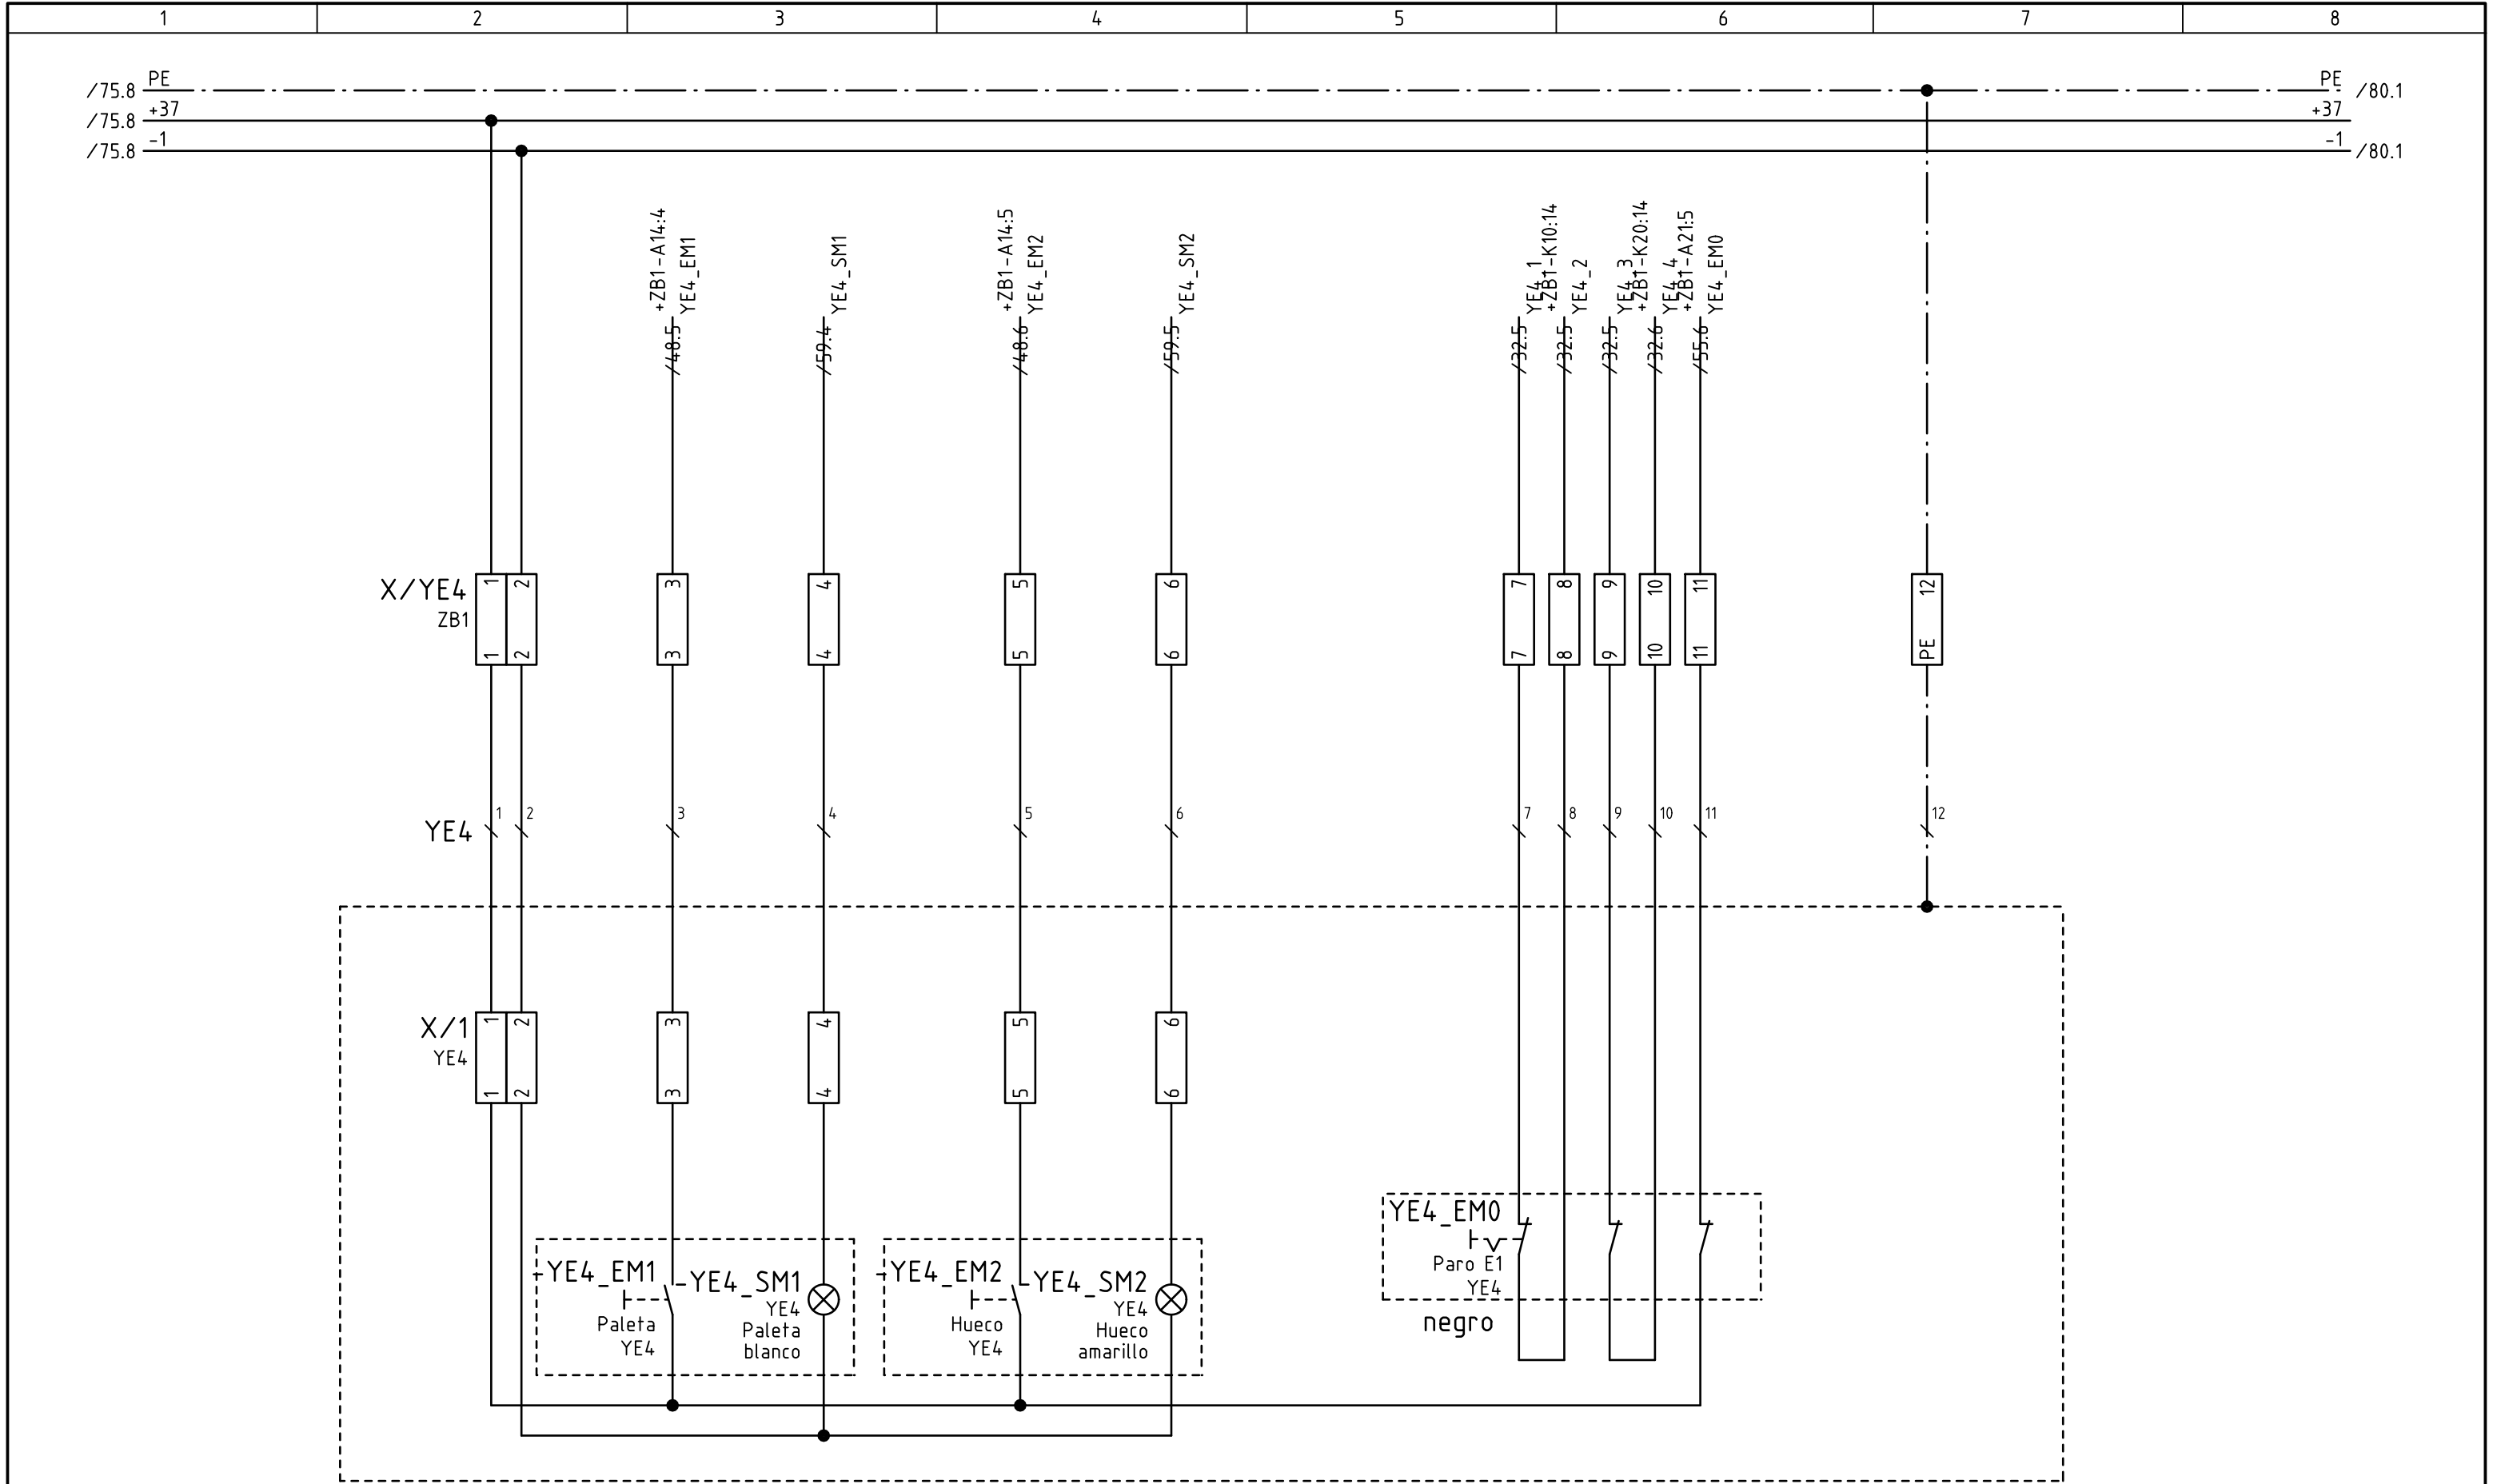 1 2 3 4 5 6 7 8
/75.8 PE PE /80.1
/75.8 +37 +37
/75.8 -1 -1 /80.1
+ZB1-A14:4
YE4_EM1
/48.5
YE4_SM1
/59.4
+ZB1-A14:5
YE4_EM2
/48.6
YE4_SM2
/59.5
YE4_1
/32.5
+ZB1-K10:14
YE4_2
/32.5
YE4_3
/32.5
+ZB1-K20:14
YE4_4
/32.6
+ZB1-A21:5
YE4_EM0
/55.6
X/YE4
ZB1
1 2 3 4 5 6 7 8 9 10 11 12
1 2 3 4 5 6 7 8 9 10 11 PE
YE4
1 2 3 4 5 6 7 8 9 10 11 12
X/1
YE4
1 2 3 4 5 6
1 2 3 4 5 6
-YE4_EM1
Paleta
YE4
-YE4_SM1
YE4
Paleta
blanco
-YE4_EM2
Hueco
YE4
-YE4_SM2
YE4
Hueco
amarillo
YE4_EM0
Paro E1
YE4
negro